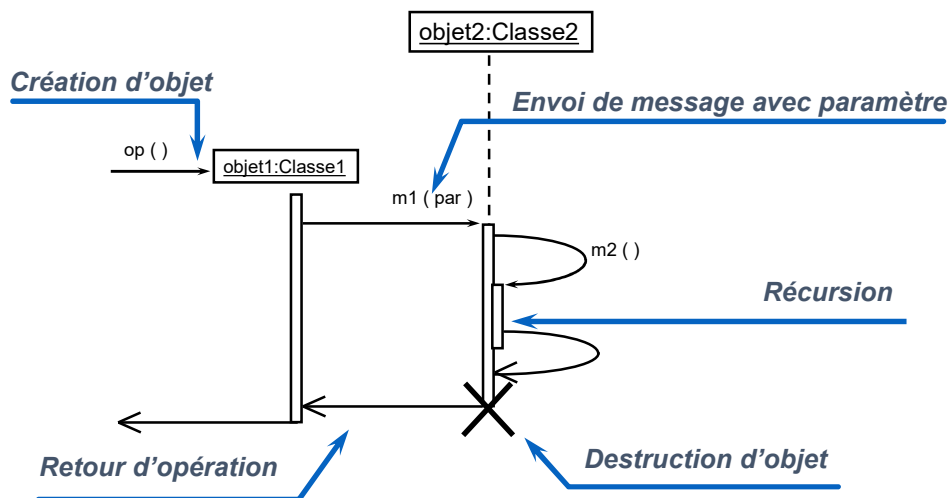 objet2:Classe2
Création d'objet
Envoi de message avec paramètre
op ( )
objet1:Classe1
m1 ( par )
m2 ( )
Récursion
Retour d'opération
Destruction d'objet